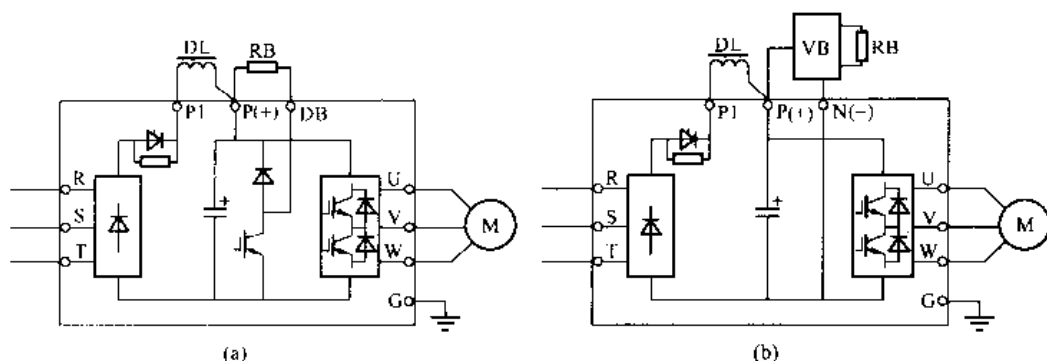 DL
RB
P1
P(+)
DB
R
S
T
+
U
V
W
M
G
(a)
DL
VB
RB
P1
P(+)
N(-)
R
S
T
+
U
V
W
M
G
(b)